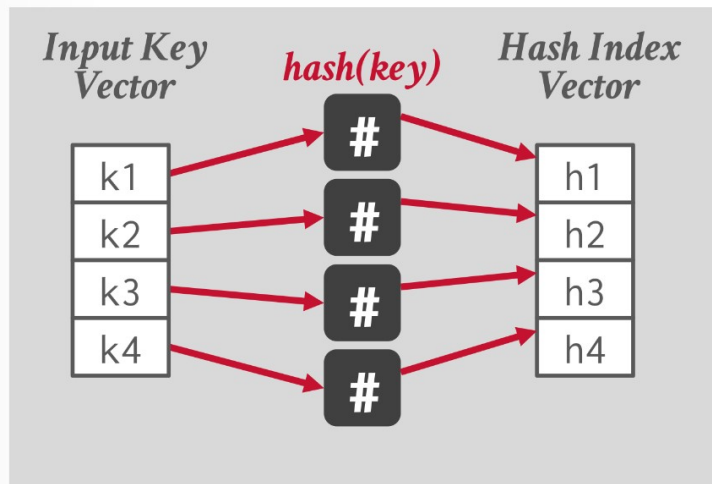 Input Key
Vector
hash(key)
Hash Index
Vector
k1
k2
k3
k4
#
#
#
#
h1
h2
h3
h4